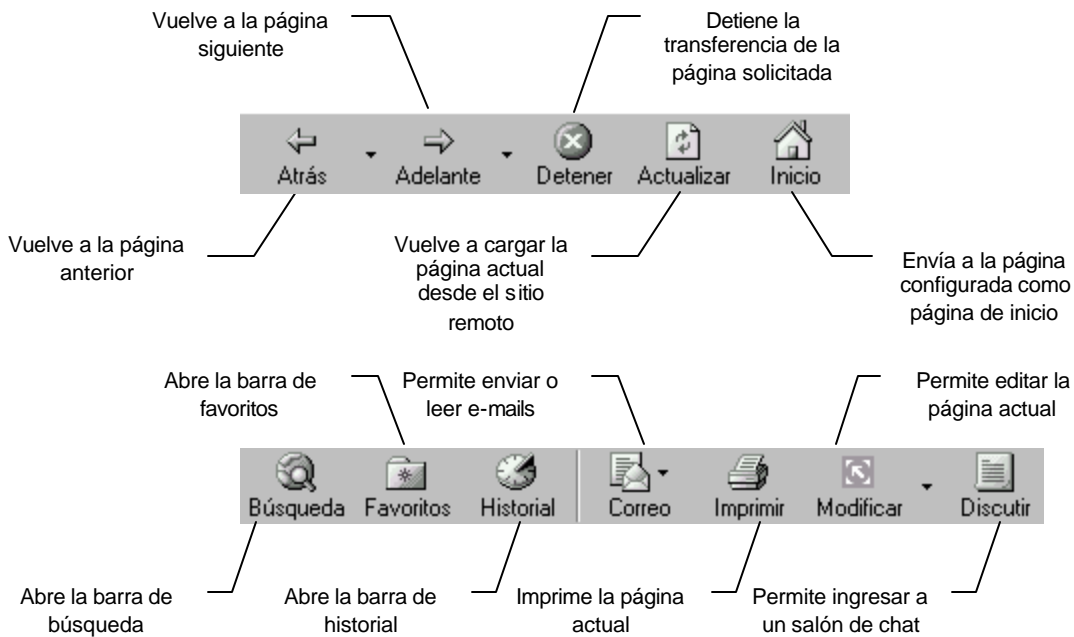 Vuelve a la página
siguiente
Detiene la
transferencia de la
página solicitada
Atrás
Adelante
Detener
Actualizar
Inicio
Vuelve a la página
anterior
Vuelve a cargar la
página actual
desde el sitio
remoto
Envía a la página
configurada como
página de inicio
Abre la barra de
favoritos
Permite enviar o
leer e-mails
Permite editar la
página actual
Búsqueda
Favoritos
Historial
Correo
Imprimir
Modificar
Discutir
Abre la barra de
búsqueda
Abre la barra de
historial
Imprime la página
actual
Permite ingresar a
un salón de chat